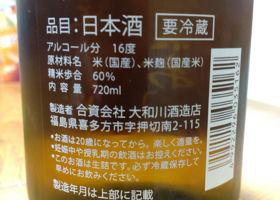 品目:日本酒 要冷蔵
アルコール分 16度
原材料名 米(国産)、米麹(国産米)
精米歩合 60%
内容量 720ml
製造者 合資会社 大和川酒造店
福島県喜多方市字押切南2-115
•お酒は20歳になってから。楽しく適量を。
•妊娠中や授乳期の飲酒はお控えください。
•このお酒は生詰です。必ず冷蔵保存して
早めにお飲みください。
製造年月は上部に記載